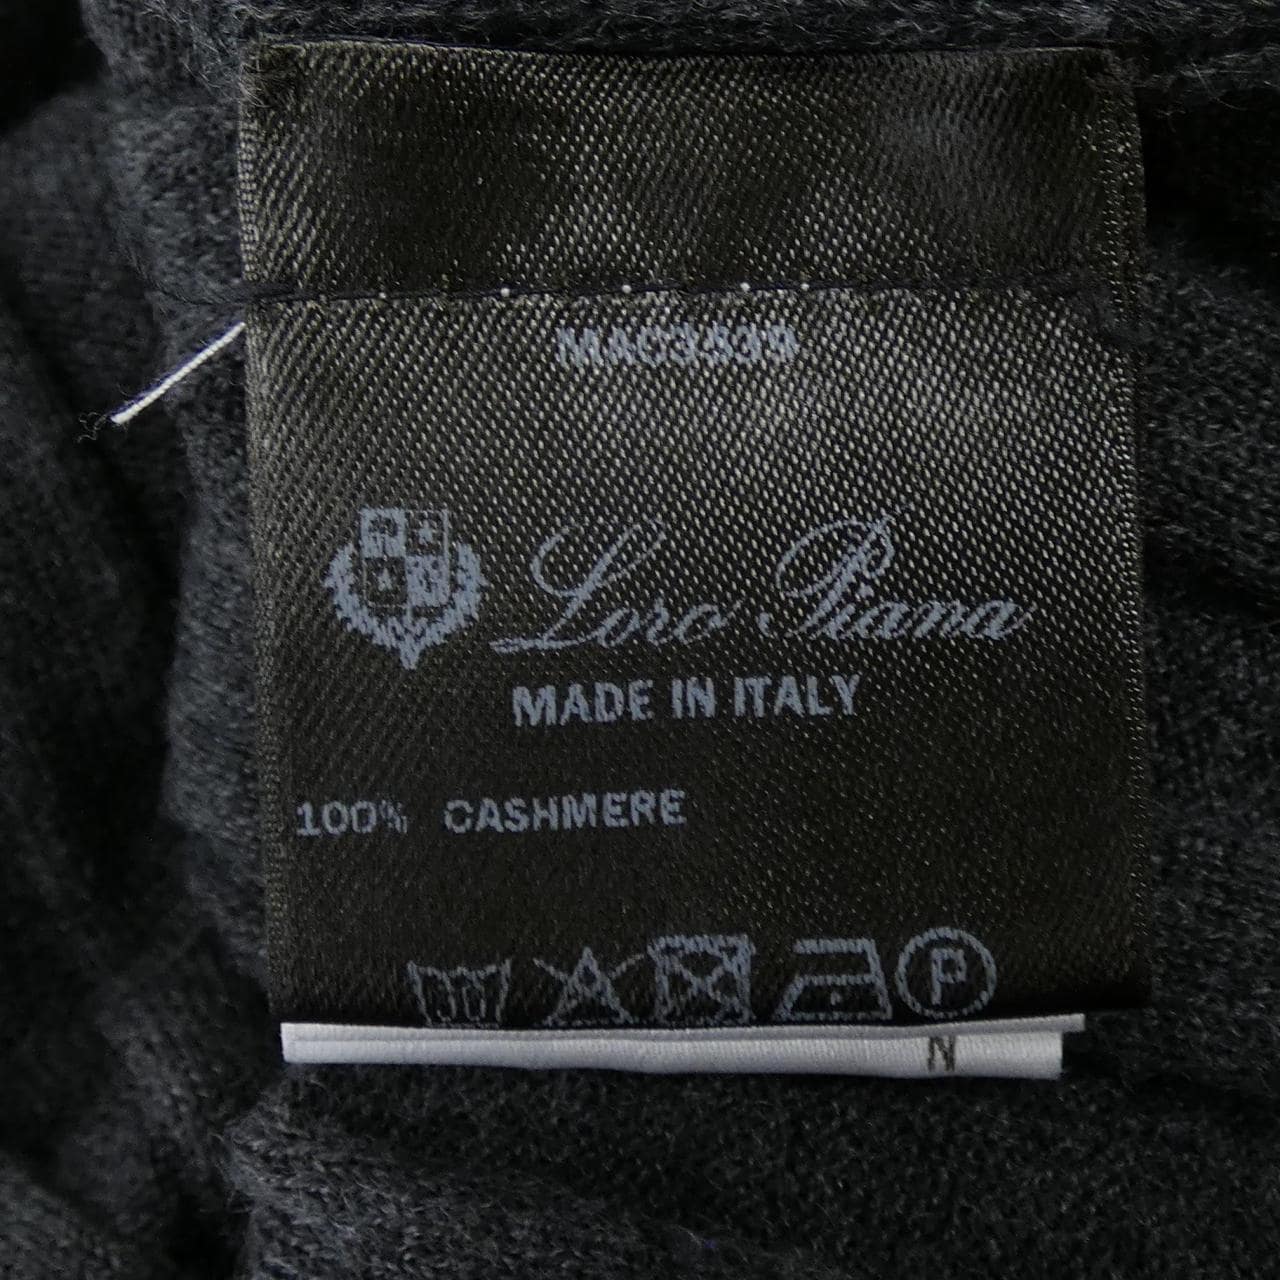 MAC3539
Loro Piana
MADE IN ITALY
100% CASHMERE
P
N